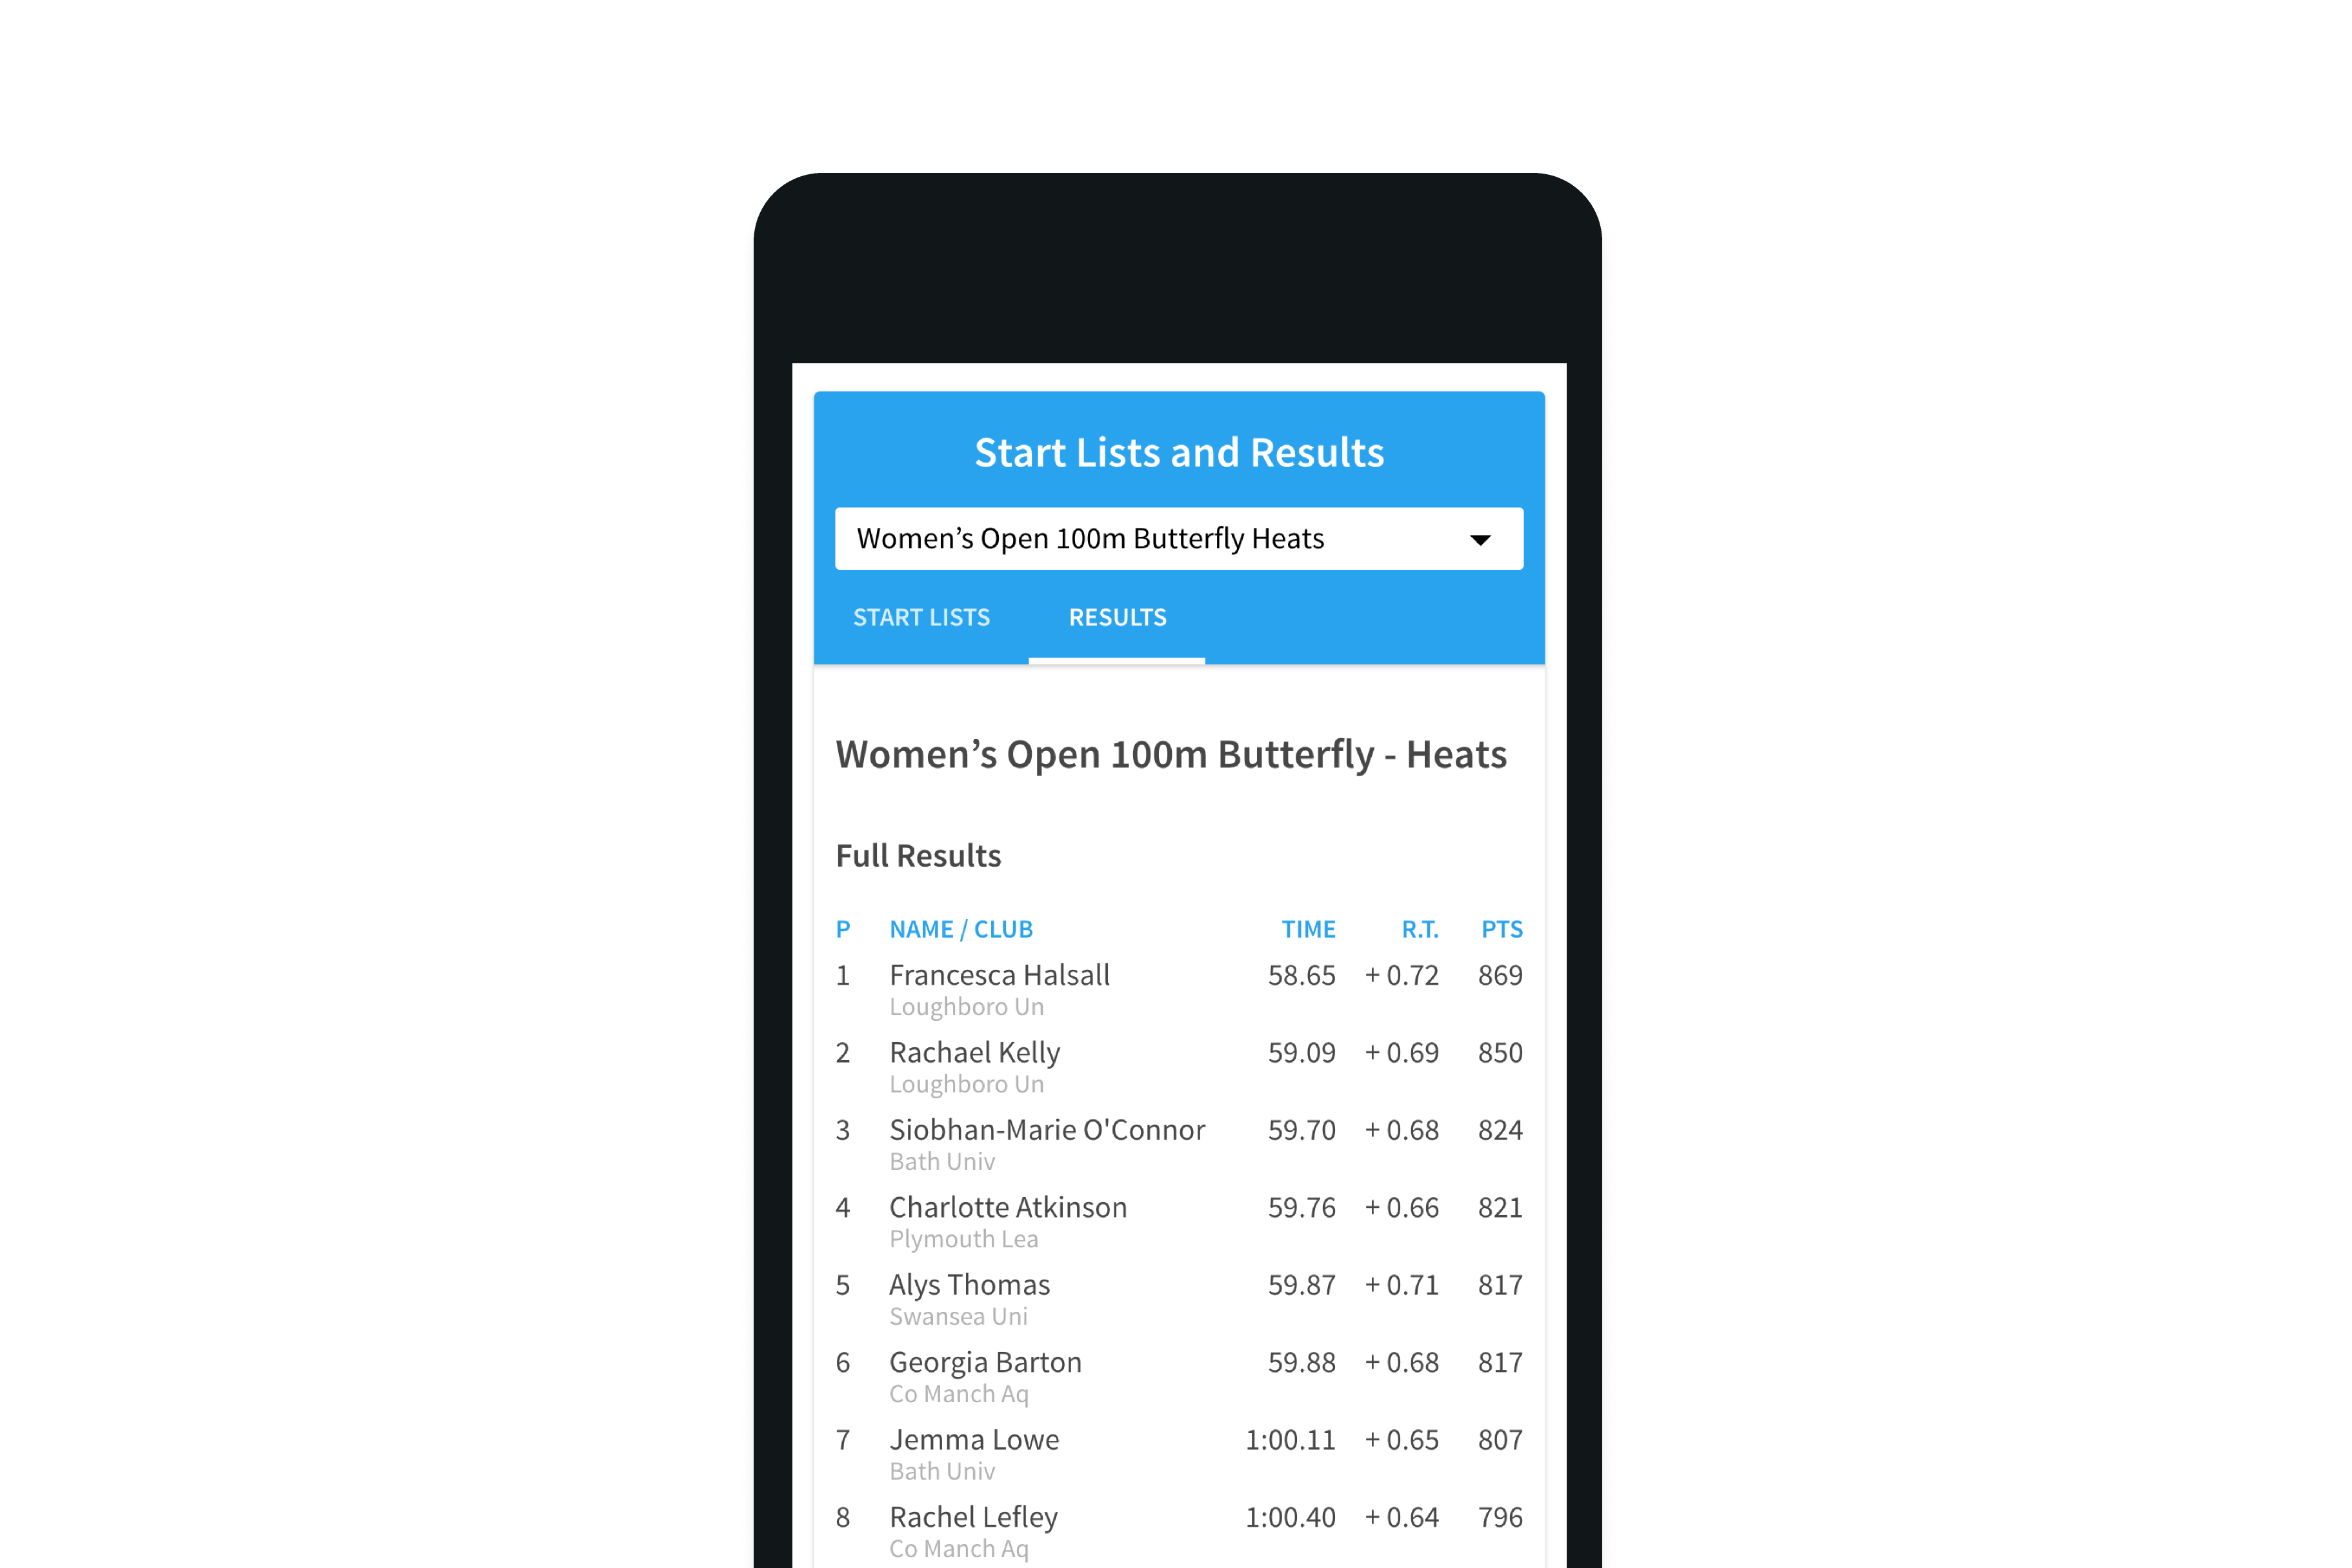 Start Lists and Results
Women’s Open 100m Butterfly Heats
START LISTS RESULTS
Women’s Open 100m Butterfly - Heats
Full Results
P NAME / CLUB TIME R.T. PTS
1 Francesca Halsall 58.65 + 0.72 869
Loughboro Un
2 Rachael Kelly 59.09 + 0.69 850
Loughboro Un
3 Siobhan-Marie O'Connor 59.70 + 0.68 824
Bath Univ
4 Charlotte Atkinson 59.76 + 0.66 821
Plymouth Lea
5 Alys Thomas 59.87 + 0.71 817
Swansea Uni
6 Georgia Barton 59.88 + 0.68 817
Co Manch Aq
7 Jemma Lowe 1:00.11 + 0.65 807
Bath Univ
8 Rachel Lefley 1:00.40 + 0.64 796
Co Manch Aq